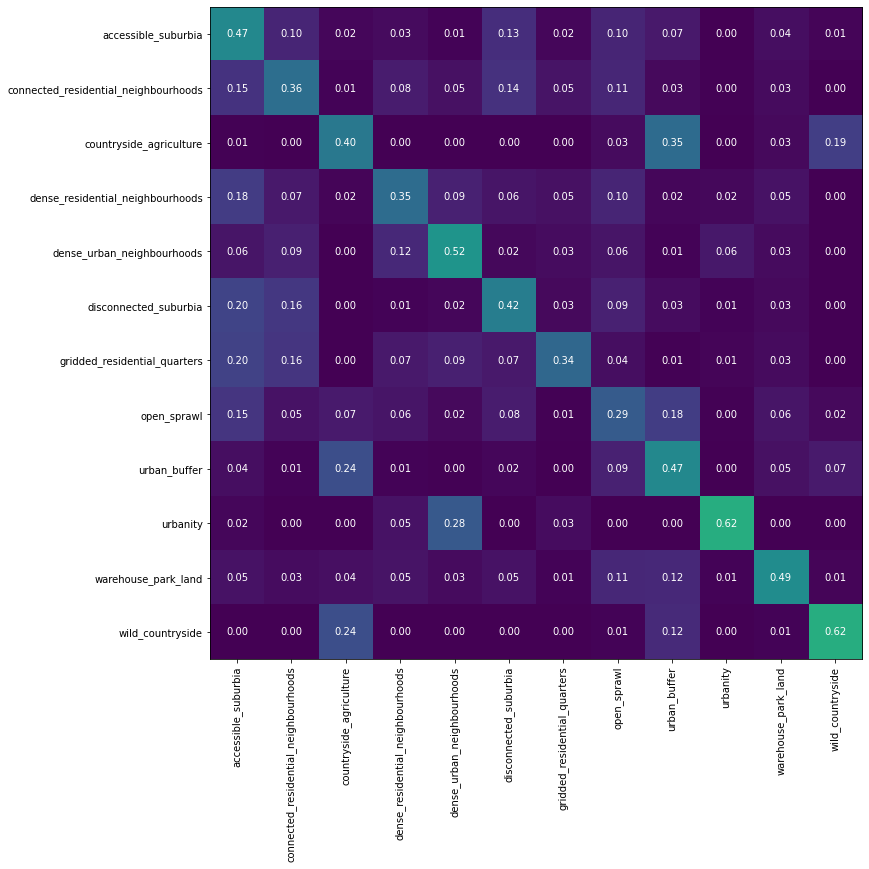 accessible_suburbia 0.47 0.10 0.02 0.03 0.01 0.13 0.02 0.10 0.07 0.00 0.04 0.01
connected_residential_neighbourhoods 0.15 0.36 0.01 0.08 0.05 0.14 0.05 0.11 0.03 0.00 0.03 0.00
countryside_agriculture 0.01 0.00 0.40 0.00 0.00 0.00 0.00 0.03 0.35 0.00 0.03 0.19
dense_residential_neighbourhoods 0.18 0.07 0.02 0.35 0.09 0.06 0.05 0.10 0.02 0.02 0.05 0.00
dense_urban_neighbourhoods 0.06 0.09 0.00 0.12 0.52 0.02 0.03 0.06 0.01 0.06 0.03 0.00
disconnected_suburbia 0.20 0.16 0.00 0.01 0.02 0.42 0.03 0.09 0.03 0.01 0.03 0.00
gridded_residential_quarters 0.20 0.16 0.00 0.07 0.09 0.07 0.34 0.04 0.01 0.01 0.03 0.00
open_sprawl 0.15 0.05 0.07 0.06 0.02 0.08 0.01 0.29 0.18 0.00 0.06 0.02
urban_buffer 0.04 0.01 0.24 0.01 0.00 0.02 0.00 0.09 0.47 0.00 0.05 0.07
urbanity 0.02 0.00 0.00 0.05 0.28 0.00 0.03 0.00 0.00 0.62 0.00 0.00
warehouse_park_land 0.05 0.03 0.04 0.05 0.03 0.05 0.01 0.11 0.12 0.01 0.49 0.01
wild_countryside 0.00 0.00 0.24 0.00 0.00 0.00 0.00 0.01 0.12 0.00 0.01 0.62
accessible_suburbia
connected_residential_neighbourhoods
countryside_agriculture
dense_residential_neighbourhoods
dense_urban_neighbourhoods
disconnected_suburbia
gridded_residential_quarters
open_sprawl
urban_buffer
urbanity
warehouse_park_land
wild_countryside